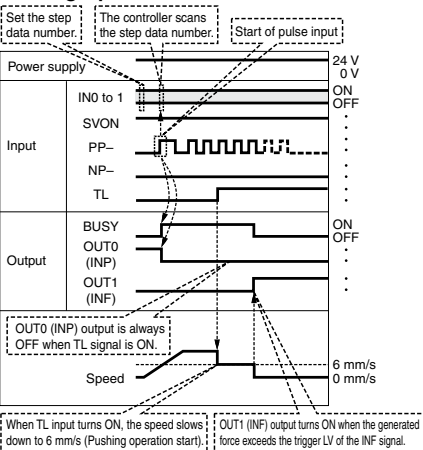 Set the step
data number.
The controller scans
the step data number.
Start of pulse input
Power supply
24 V
0 V
Input
IN0 to 1
ON
OFF
SVON
PP–
NP–
TL
Output
BUSY
ON
OFF
OUT0
(INP)
OUT1
(INF)
OUT0 (INP) output is always
OFF when TL signal is ON.
Speed
6 mm/s
0 mm/s
When TL input turns ON, the speed slows
down to 6 mm/s (Pushing operation start).
OUT1 (INF) output turns ON when the generated
force exceeds the trigger LV of the INF signal.